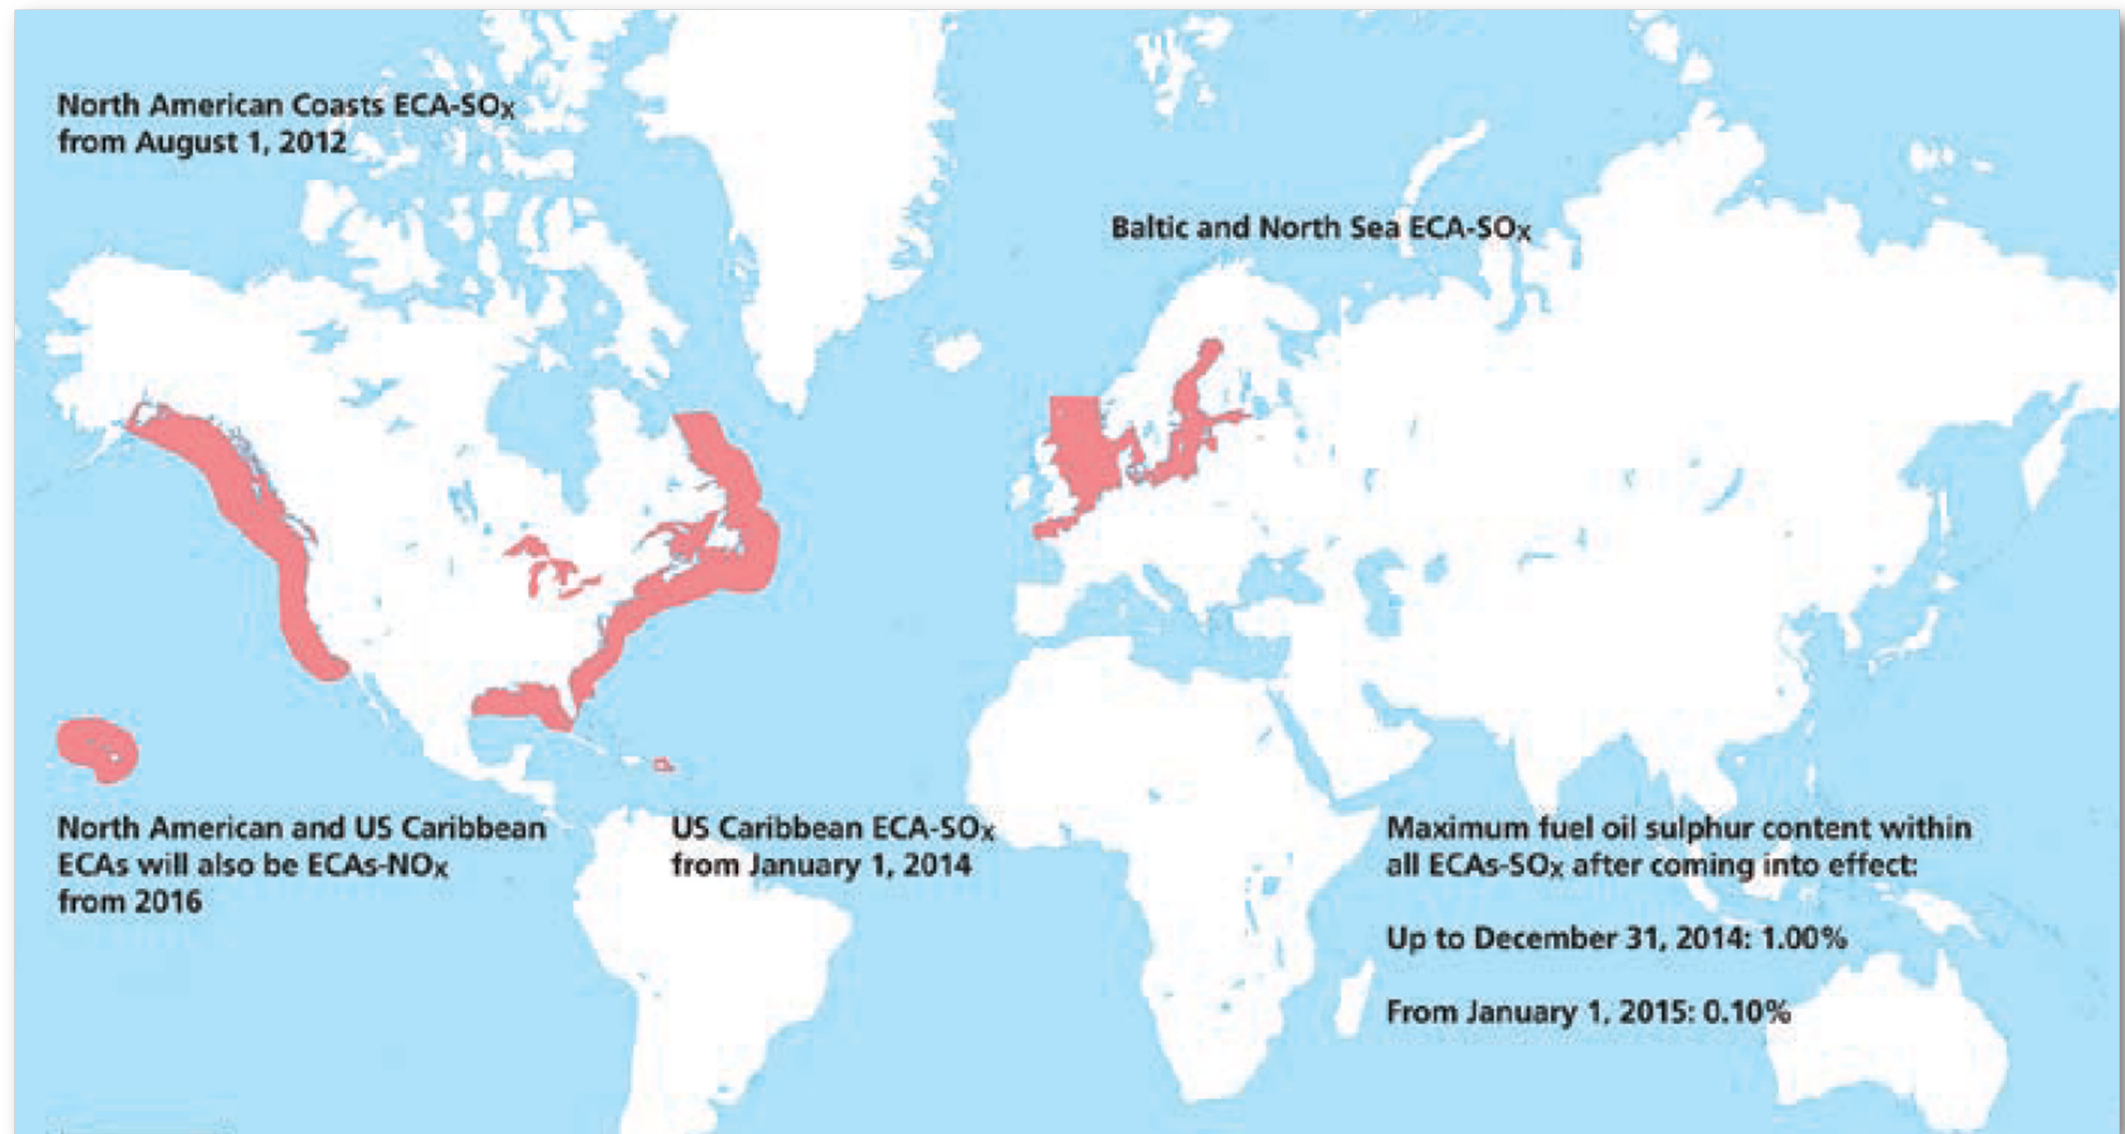 North American Coasts ECA-SOx
from August 1, 2012
Baltic and North Sea ECA-SOx
North American and US Caribbean
ECAs will also be ECAs-NOx
from 2016
US Caribbean ECA-SOx
from January 1, 2014
Maximum fuel oil sulphur content within
all ECAs-SOx after coming into effect:
Up to December 31, 2014: 1.00%
From January 1, 2015: 0.10%